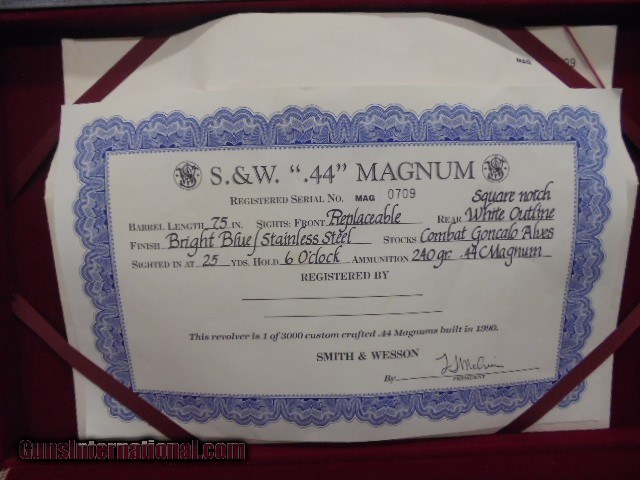 MAG 09
S.&W. ".44" MAGNUM
REGISTERED SERIAL NO. MAG 0709
Square notch
BARREL LENGTH 7.5 IN. SIGHTS: FRONT Replaceable REAR White Outline
FINISH Bright Blue/Stainless Steel STOCKS Combat Goncalo Alves
SIGHTED IN AT 25 YDS. HOLD 6 O'clock AMMUNITION 240 gr .44 Magnum
REGISTERED BY
This revolver is 1 of 3000 custom crafted .44 Magnums built in 1990.
SMITH & WESSON
By
PRESIDENT
GunsInternational.com